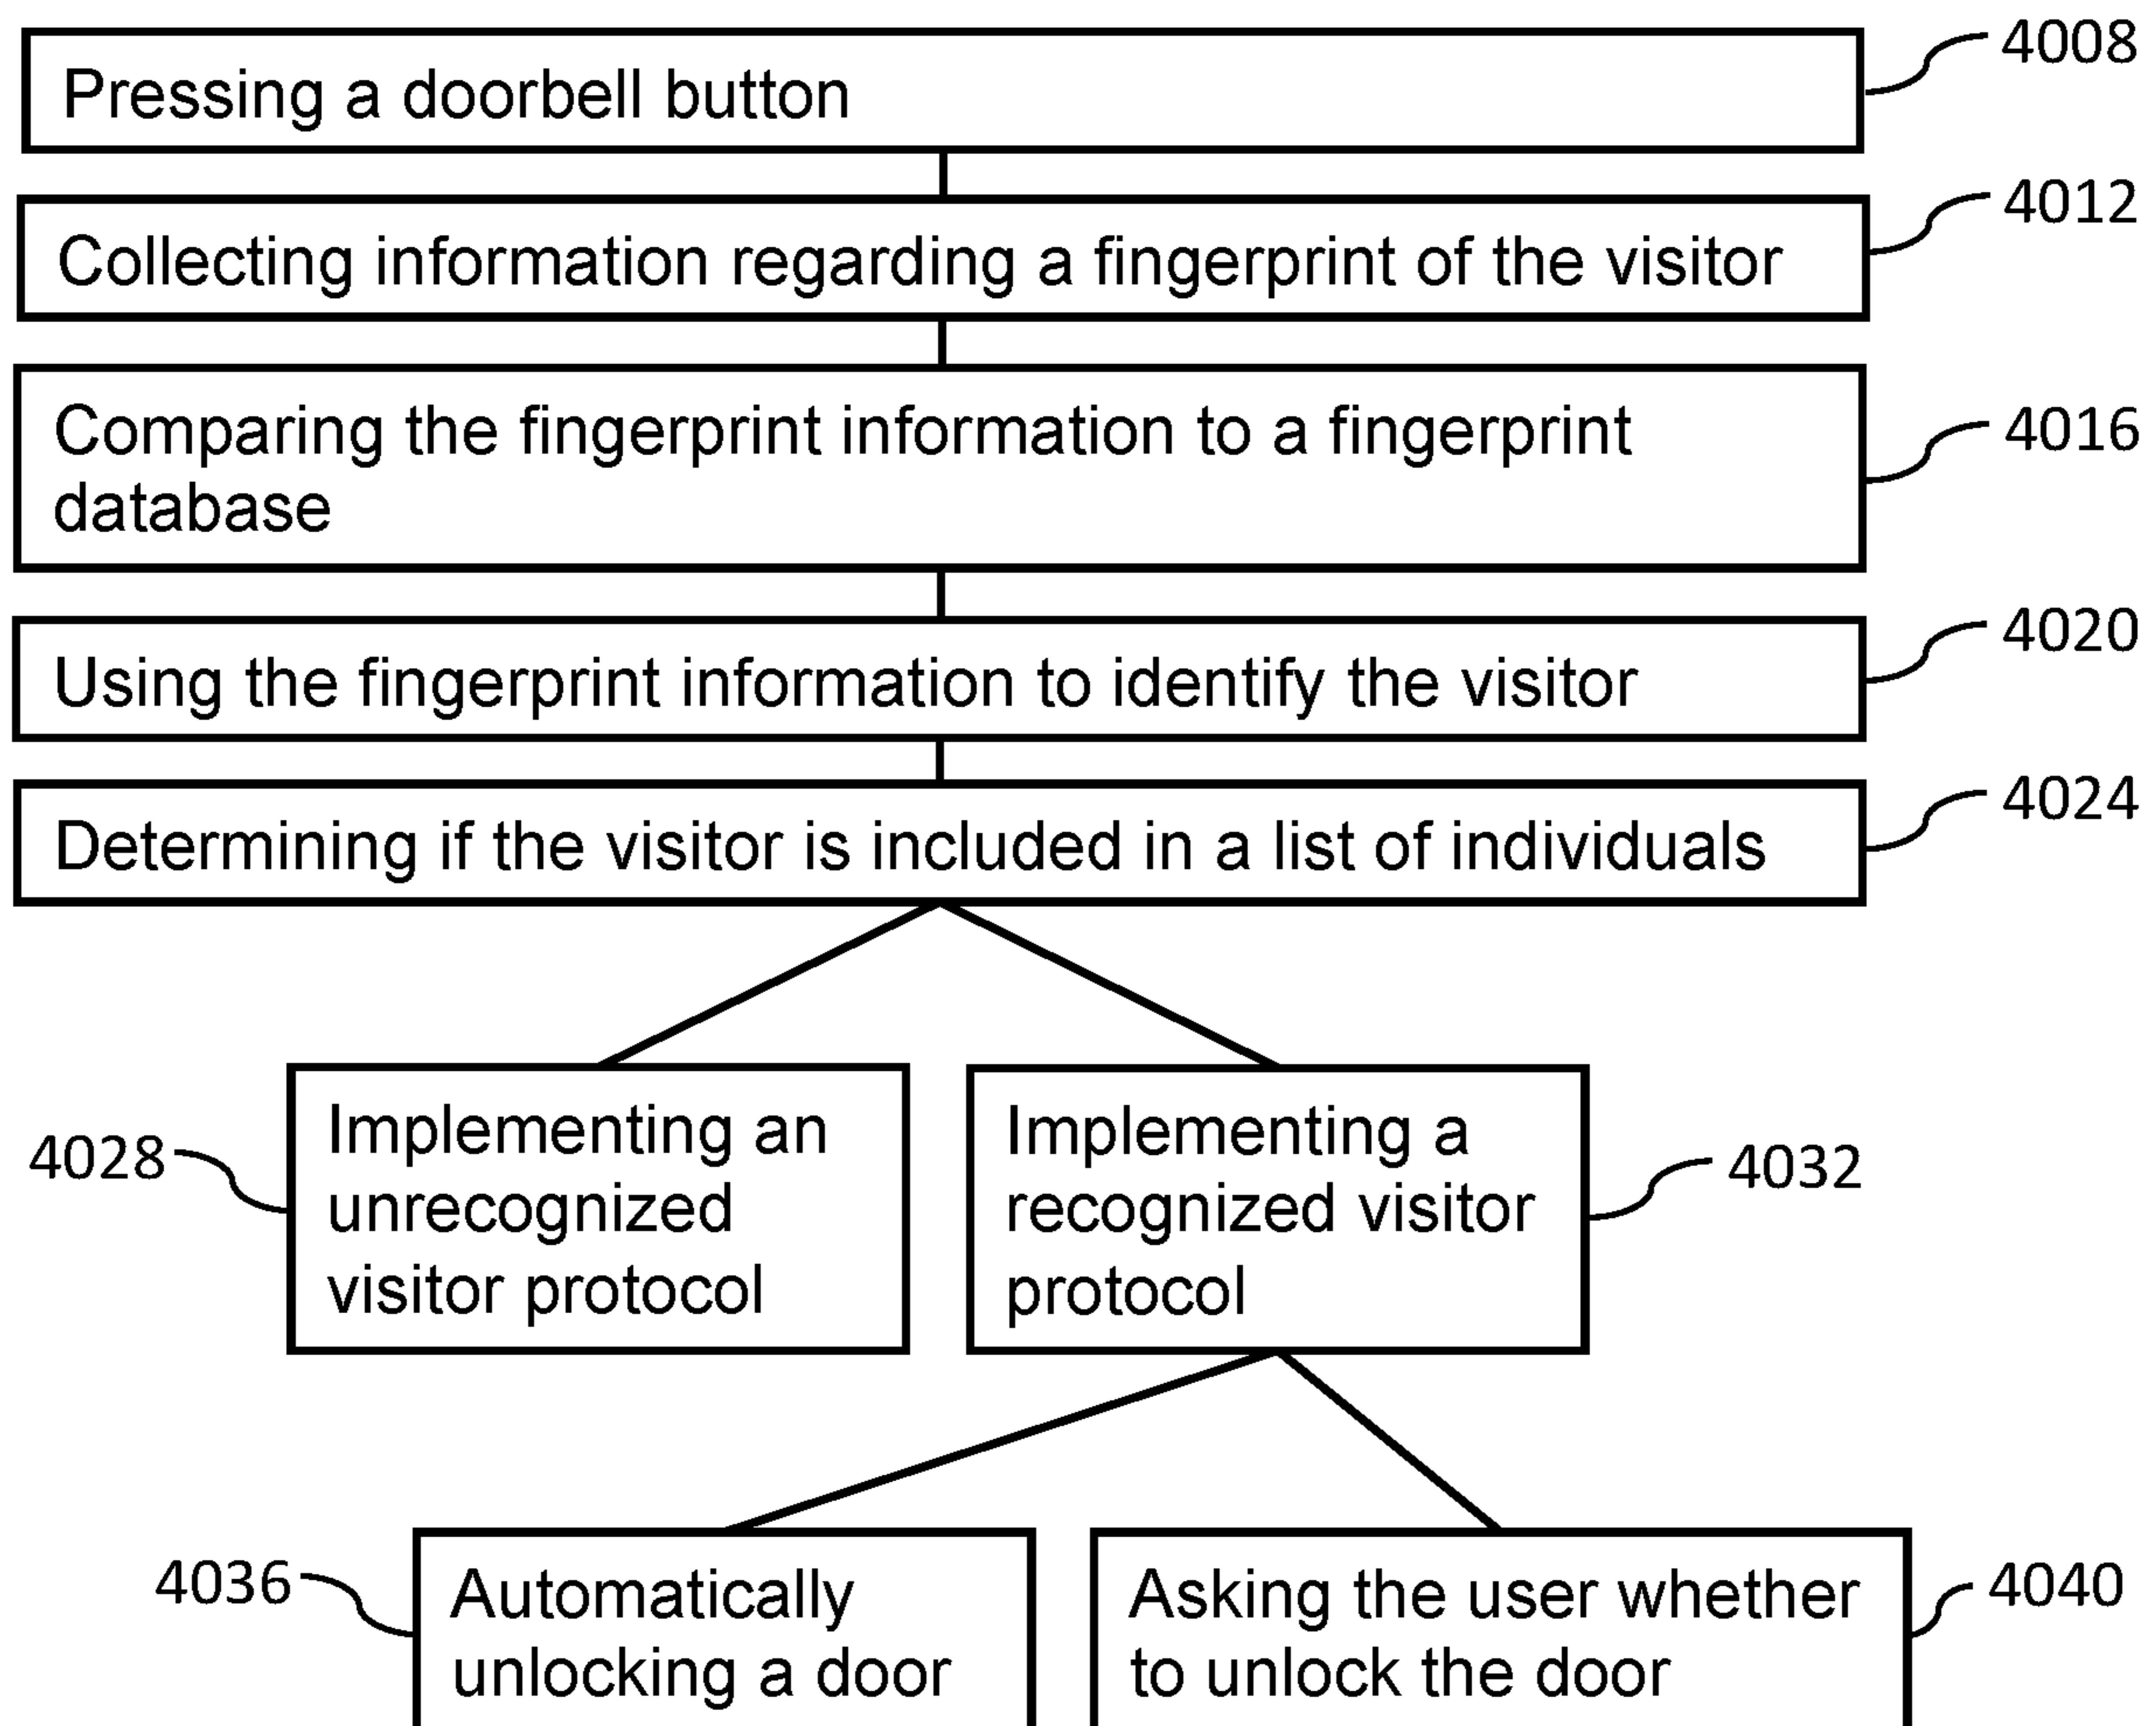 Pressing a doorbell button
4008
Collecting information regarding a fingerprint of the visitor
4012
Comparing the fingerprint information to a fingerprint
database
4016
Using the fingerprint information to identify the visitor
4020
Determining if the visitor is included in a list of individuals
4024
4028
Implementing an
unrecognized
visitor protocol
Implementing a
recognized visitor
protocol
4032
4036
Automatically
unlocking a door
Asking the user whether
to unlock the door
4040